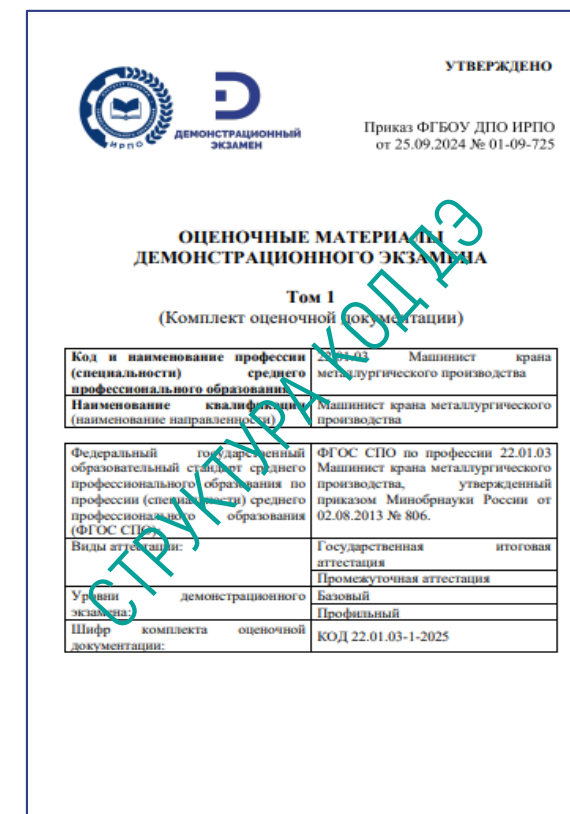 УТВЕРЖДЕНО
ИРПО
ДЕМОНСТРАЦИОННЫЙ
ЭКЗАМЕН
Приказ ФГБОУ ДПО ИРПО
от 25.09.2024 № 01-09-725
ОЦЕНОЧНЫЕ МАТЕРИАЛЫ
ДЕМОНСТРАЦИОННОГО ЭКЗАМЕНА
Том 1
(Комплект оценочной документации)
Код и наименование профессии
(специальности) среднего
профессионального образования
22.01.03 Машинист крана
металлургического производства
Наименование квалификации
(наименование направленности)
Машинист крана металлургического
производства
Федеральный государственный
образовательный стандарт среднего
профессионального образования по
профессии (специальности) среднего
профессионального образования
(ФГОС СПО):
ФГОС СПО по профессии 22.01.03
Машинист крана металлургического
производства, утвержденный
приказом Минобрнауки России от
02.08.2013 № 806.
Виды аттестации:
Государственная итоговая
аттестация
Промежуточная аттестация
Уровни демонстрационного
экзамена:
Базовый
Профильный
Шифр комплекта оценочной
документации:
КОД 22.01.03-1-2025
СТРУКТУРА КОД ДЭ